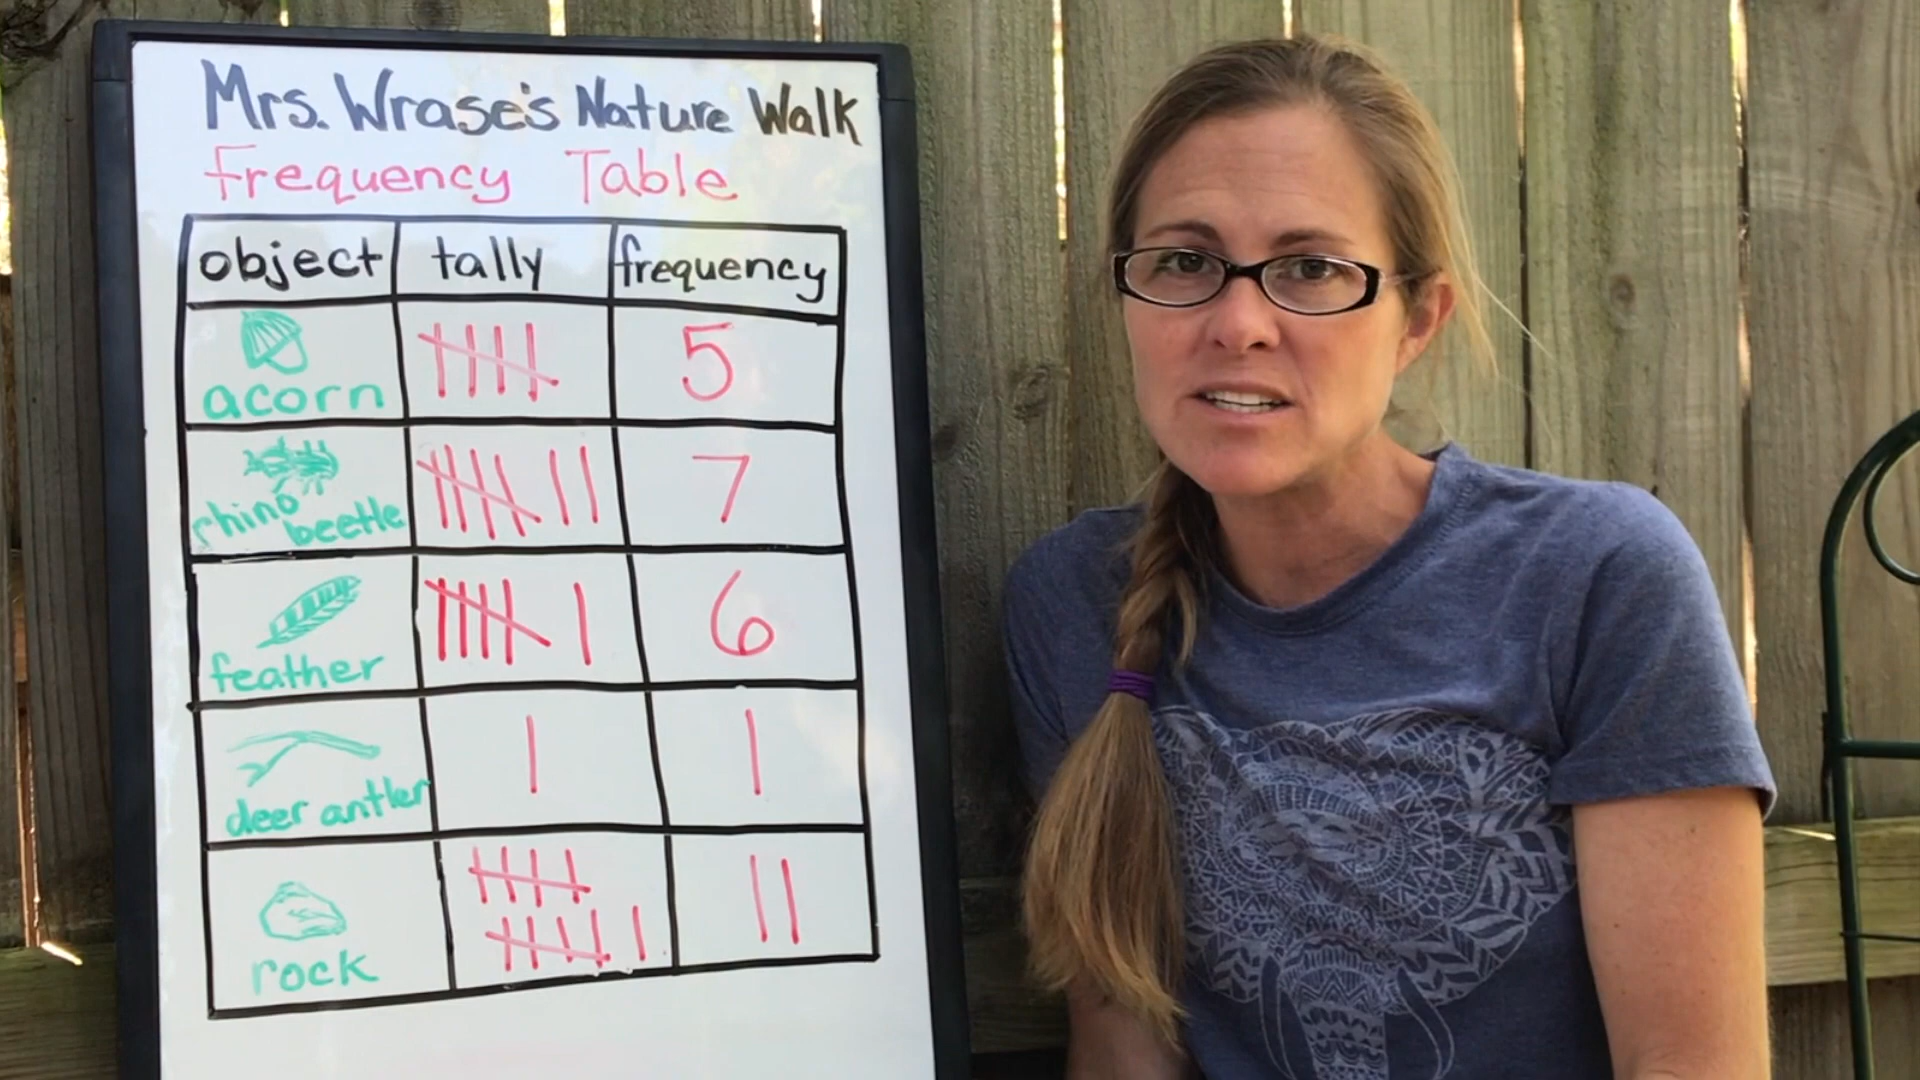 Mrs. Wrase's Nature Walk
Frequency Table
object tally frequency
acorn 5
rhino beetle 7
feather 6
deer antler 1
rock 11